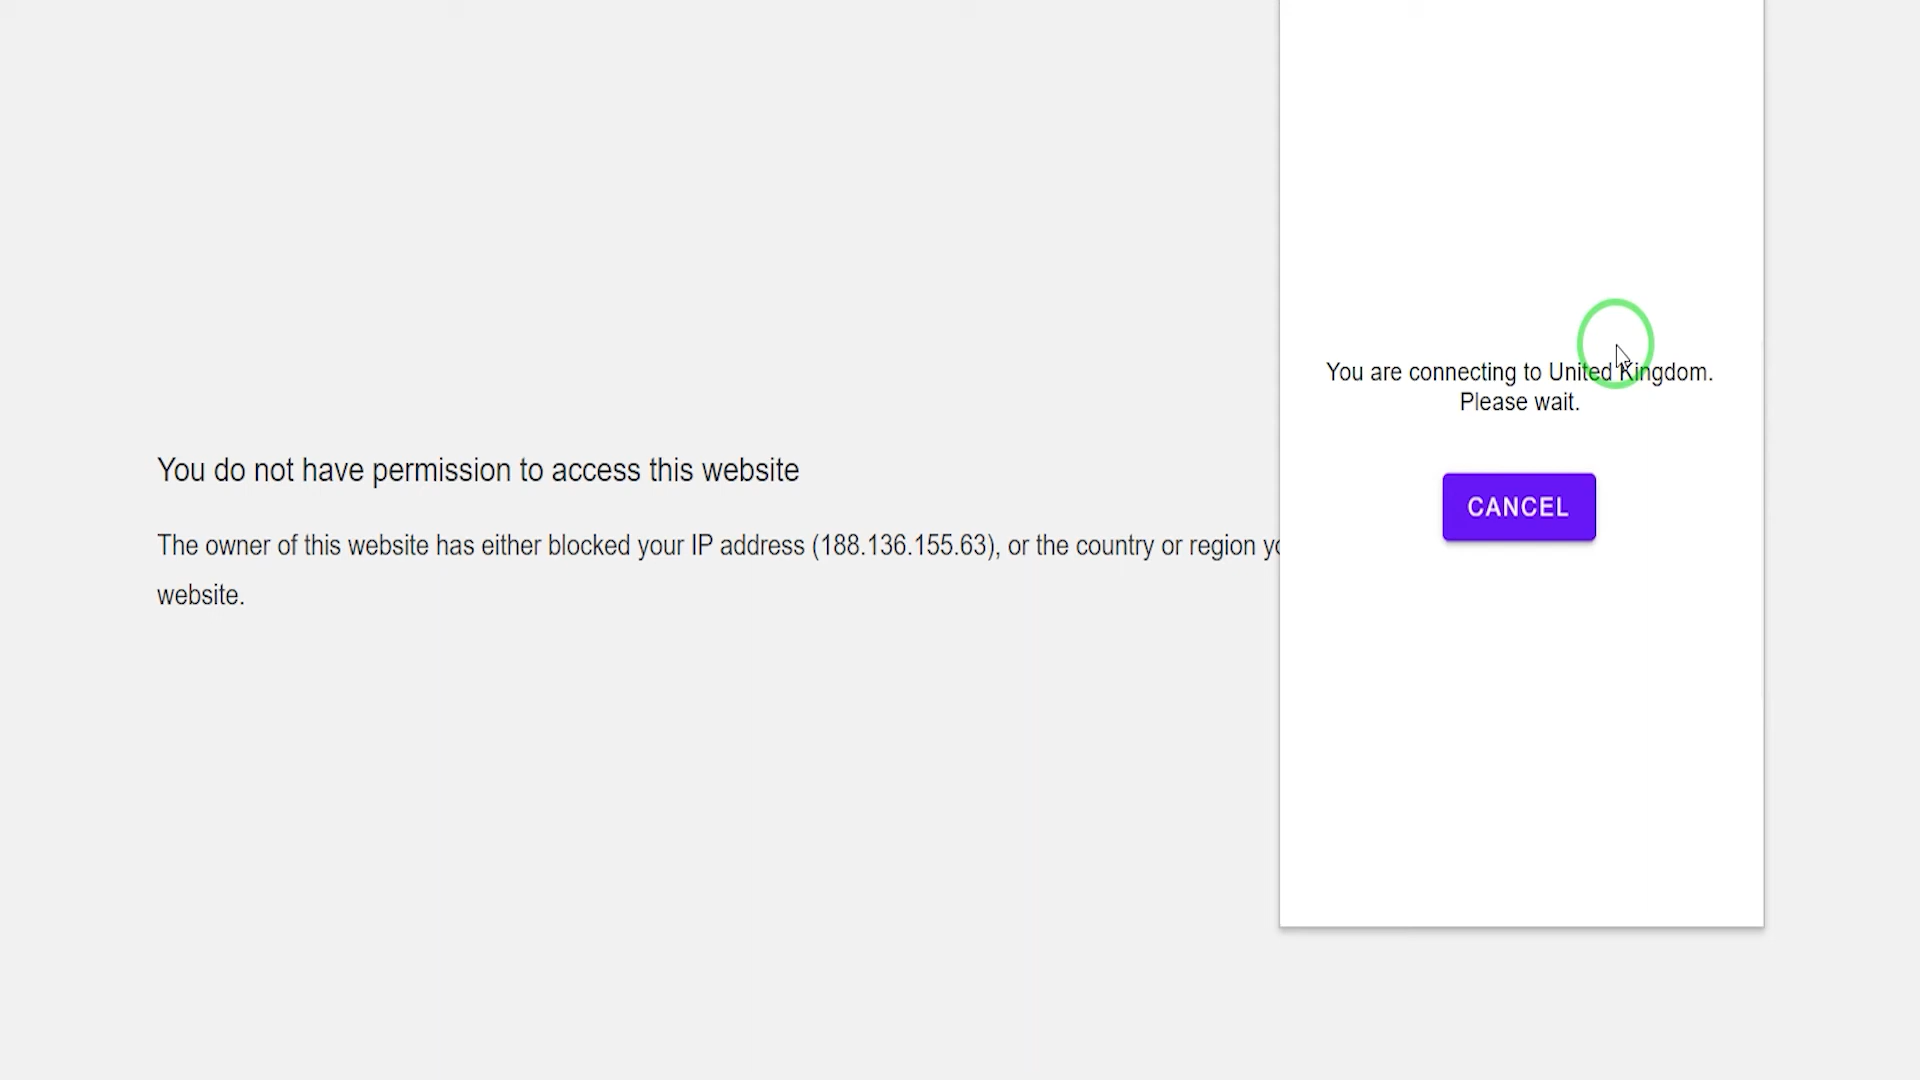 You do not have permission to access this website
The owner of this website has either blocked your IP address (188.136.155.63), or the country or region
website.
You are connecting to United Kingdom.
Please wait.
CANCEL